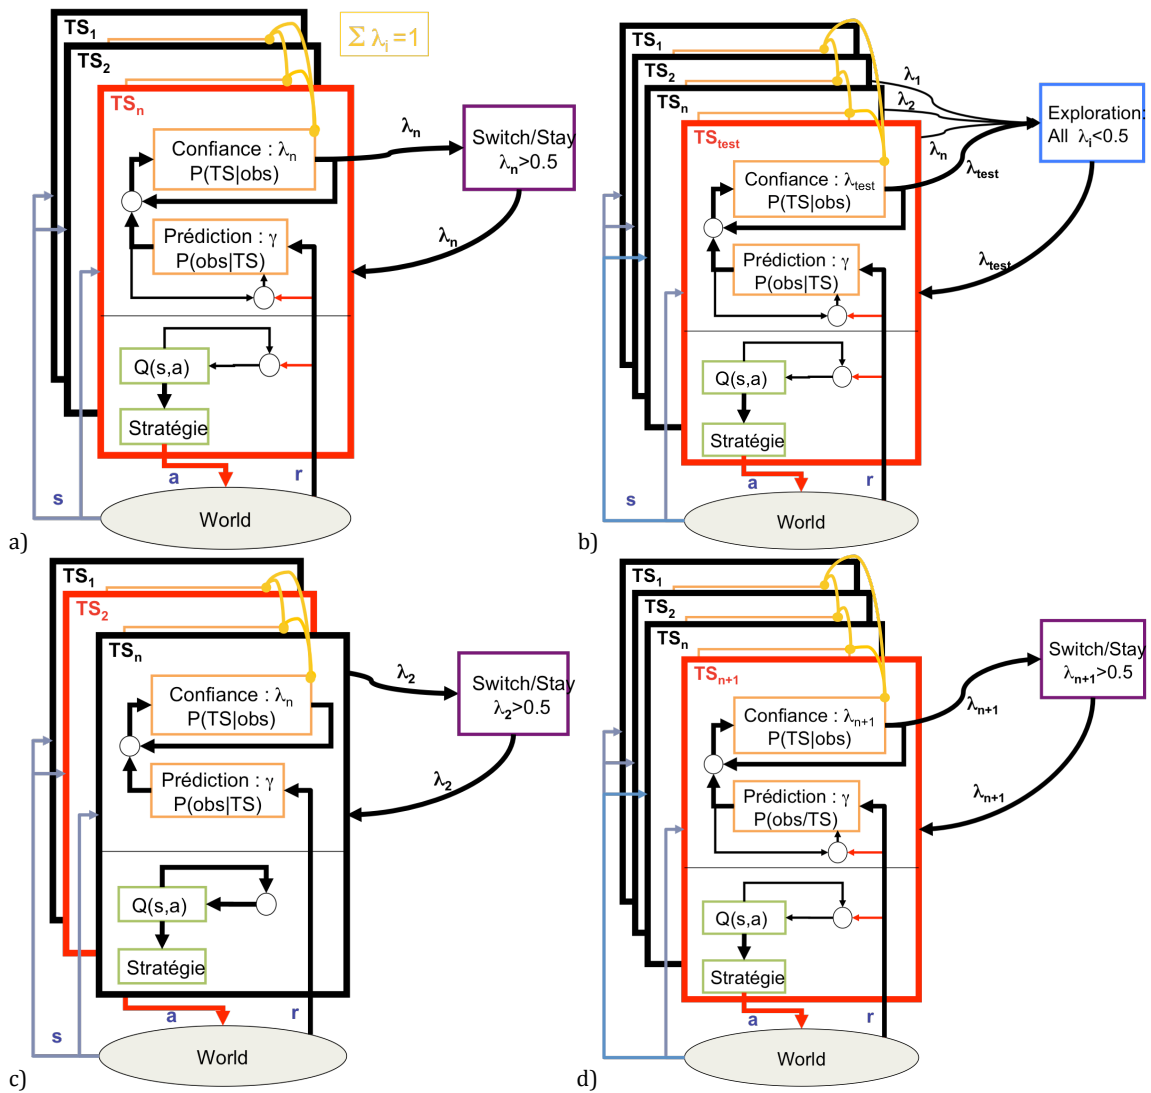 TS1
Σ λi=1
TS2
TSn
Confiance : λn
P(TS|obs)
λn
Switch/Stay
λn>0.5
λn
Prédiction : γ
P(obs|TS)
Q(s,a)
Stratégie
a
r
s
World
a)
TS1
TS2
TSn
TStest
λ1
λ2
λn
λtest
Exploration:
All λi<0.5
Confiance : λtest
P(TS|obs)
λtest
Prédiction : γ
P(obs|TS)
Q(s,a)
Stratégie
a
r
s
World
b)
TS1
TS2
TSn
λ2
Switch/Stay
λ2>0.5
λ2
Confiance : λn
P(TS|obs)
Prédiction : γ
P(obs|TS)
Q(s,a)
Stratégie
a
r
s
World
c)
TS1
TS2
TSn
TSn+1
Switch/Stay
λn+1>0.5
Confiance : λn+1
P(TS|obs)
λn+1
λn+1
Prédiction : γ
P(obs/TS)
Q(s,a)
Stratégie
a
r
World
d)